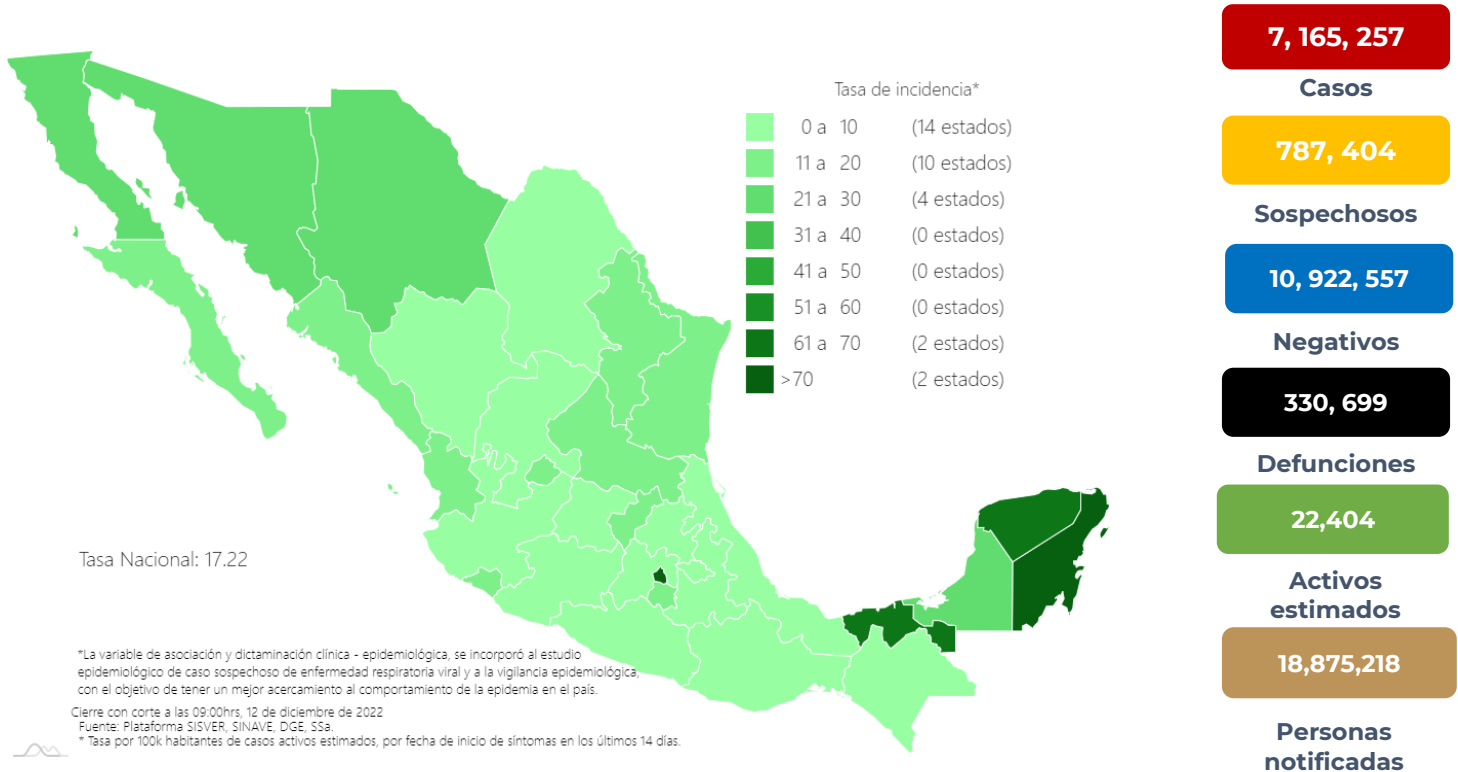 Tasa de incidencia*
0 a 10 (14 estados)
11 a 20 (10 estados)
21 a 30 (4 estados)
31 a 40 (0 estados)
41 a 50 (0 estados)
51 a 60 (0 estados)
61 a 70 (2 estados)
>70 (2 estados)
Tasa Nacional: 17.22
*La variable de asociación y dictaminación clínica - epidemiológica, se incorporó al estudio
epidemiológico de caso sospechoso de enfermedad respiratoria viral y a la vigilancia epidemiológica,
con el objetivo de tener un mejor acercamiento al comportamiento de la epidemia en el país.
Cierre con corte a las 09:00hrs, 12 de diciembre de 2022
Fuente: Plataforma SISVER, SINAVE, DGE, SSa.
* Tasa por 100k habitantes de casos activos estimados, por fecha de inicio de síntomas en los últimos 14 días.
7, 165, 257
Casos
787, 404
Sospechosos
10, 922, 557
Negativos
330, 699
Defunciones
22,404
Activos
estimados
18,875,218
Personas
notificadas